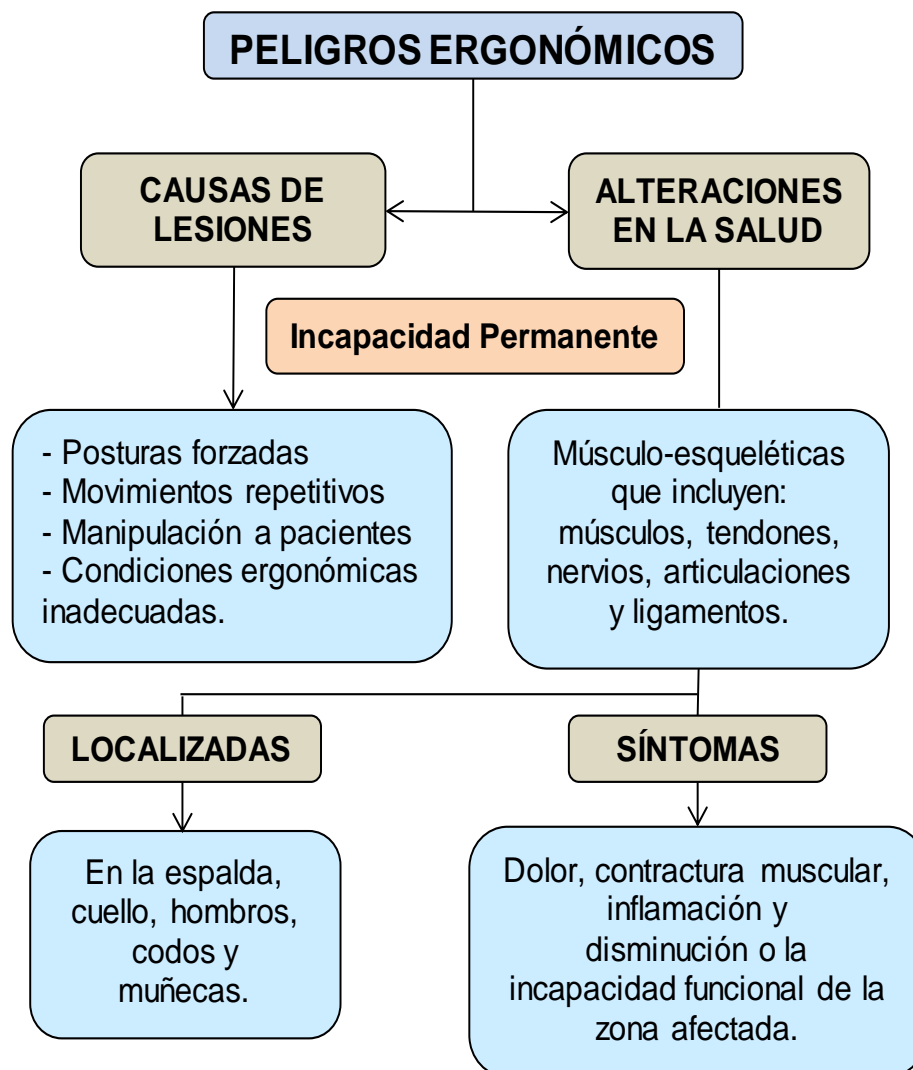 PELIGROS ERGONÓMICOS
CAUSAS DE
LESIONES
ALTERACIONES
EN LA SALUD
Incapacidad Permanente
- Posturas forzadas
- Movimientos repetitivos
- Manipulación a pacientes
- Condiciones ergonómicas
inadecuadas.
Músculo-esqueléticas
que incluyen:
músculos, tendones,
nervios, articulaciones
y ligamentos.
LOCALIZADAS
SÍNTOMAS
En la espalda,
cuello, hombros,
codos y
muñecas.
Dolor, contractura muscular,
inflamación y
disminución o la
incapacidad funcional de la
zona afectada.